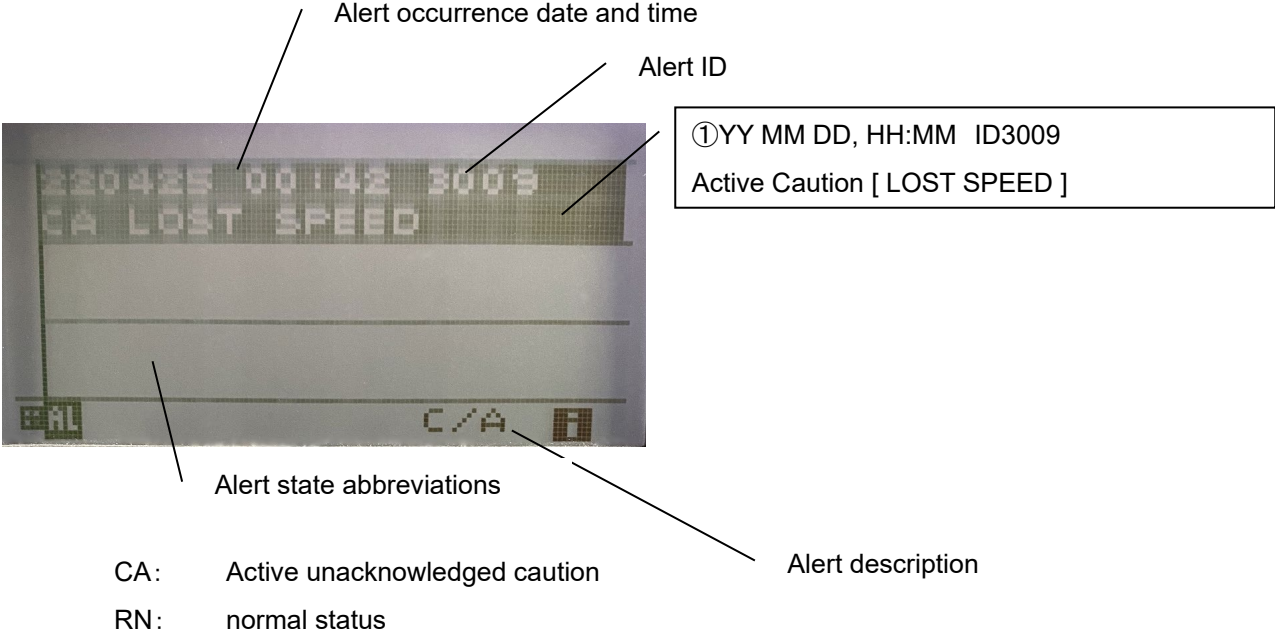 Alert occurrence date and time
Alert ID
①YY MM DD, HH:MM ID3009
Active Caution [ LOST SPEED ]
220425 00:42 3009
CA LOST SPEED
AL C/A
Alert state abbreviations
Alert description
CA: Active unacknowledged caution
RN: normal status